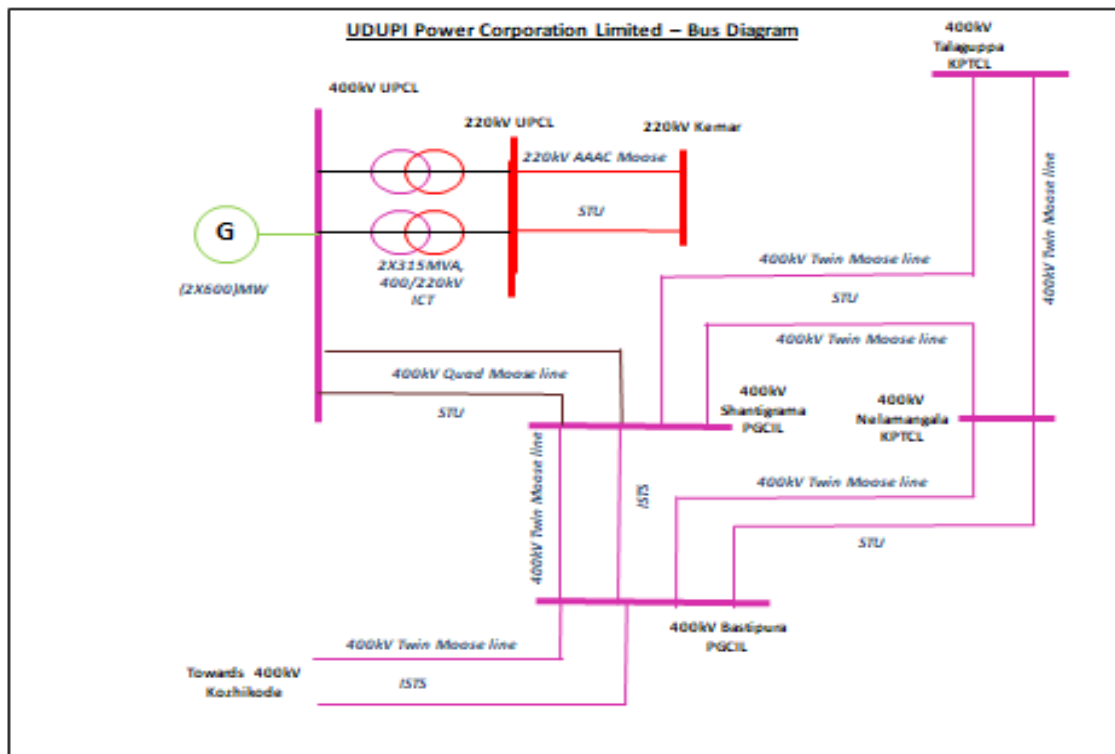 UDUPI Power Corporation Limited – Bus Diagram
400kV
Talaguppa
KPTCL
400kV UPCL
220kV UPCL
220kV Kemar
220kV AAAC Moose
STU
G
(2X600)MW
2X315MVA,
400/220kV
ICT
400kV Twin Moose line
STU
400kV Twin Moose line
400kV Twin Moose line
400kV Quad Moose line
STU
400kV
Shantigrama
PGCIL
400kV
Nelamangala
KPTCL
400kV Twin Moose line
ISTS
400kV Twin Moose line
STU
400kV Bastipura
PGCIL
400kV Twin Moose line
ISTS
Towards 400kV
Kozhikode